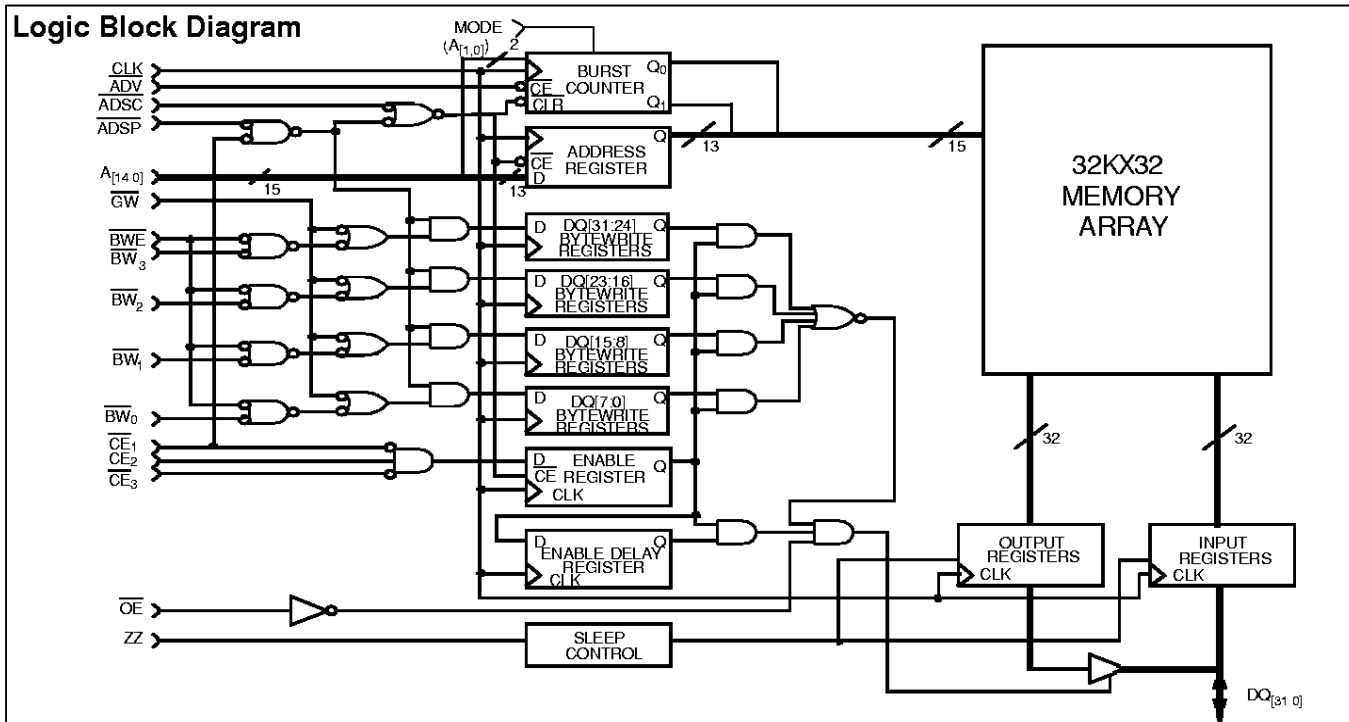 Logic Block Diagram
MODE
(A[1,0])
2
13
CLK
ADV
ADSC
ADSP
A[14 0]
15
13
GW
BWE
BW3
BW2
BW1
BW0
CE1
CE2
CE3
OE
ZZ
BURST
COUNTER
CE
CLR
Q0
Q1
ADDRESS
REGISTER
CE
D
Q
13
15
D
DQ[31:24]
Q
BYTEWRITE
REGISTERS
D
DQ[23:16]
Q
BYTEWRITE
REGISTERS
D
DQ[15:8]
Q
BYTEWRITE
REGISTERS
D
DQ[7:0]
Q
BYTEWRITE
REGISTERS
D
ENABLE
Q
CE
REGISTER
CLK
D
Q
ENABLE DELAY
REGISTER
CLK
SLEEP
CONTROL
32KX32
MEMORY
ARRAY
32
32
OUTPUT
REGISTERS
CLK
INPUT
REGISTERS
CLK
DQ[31 0]